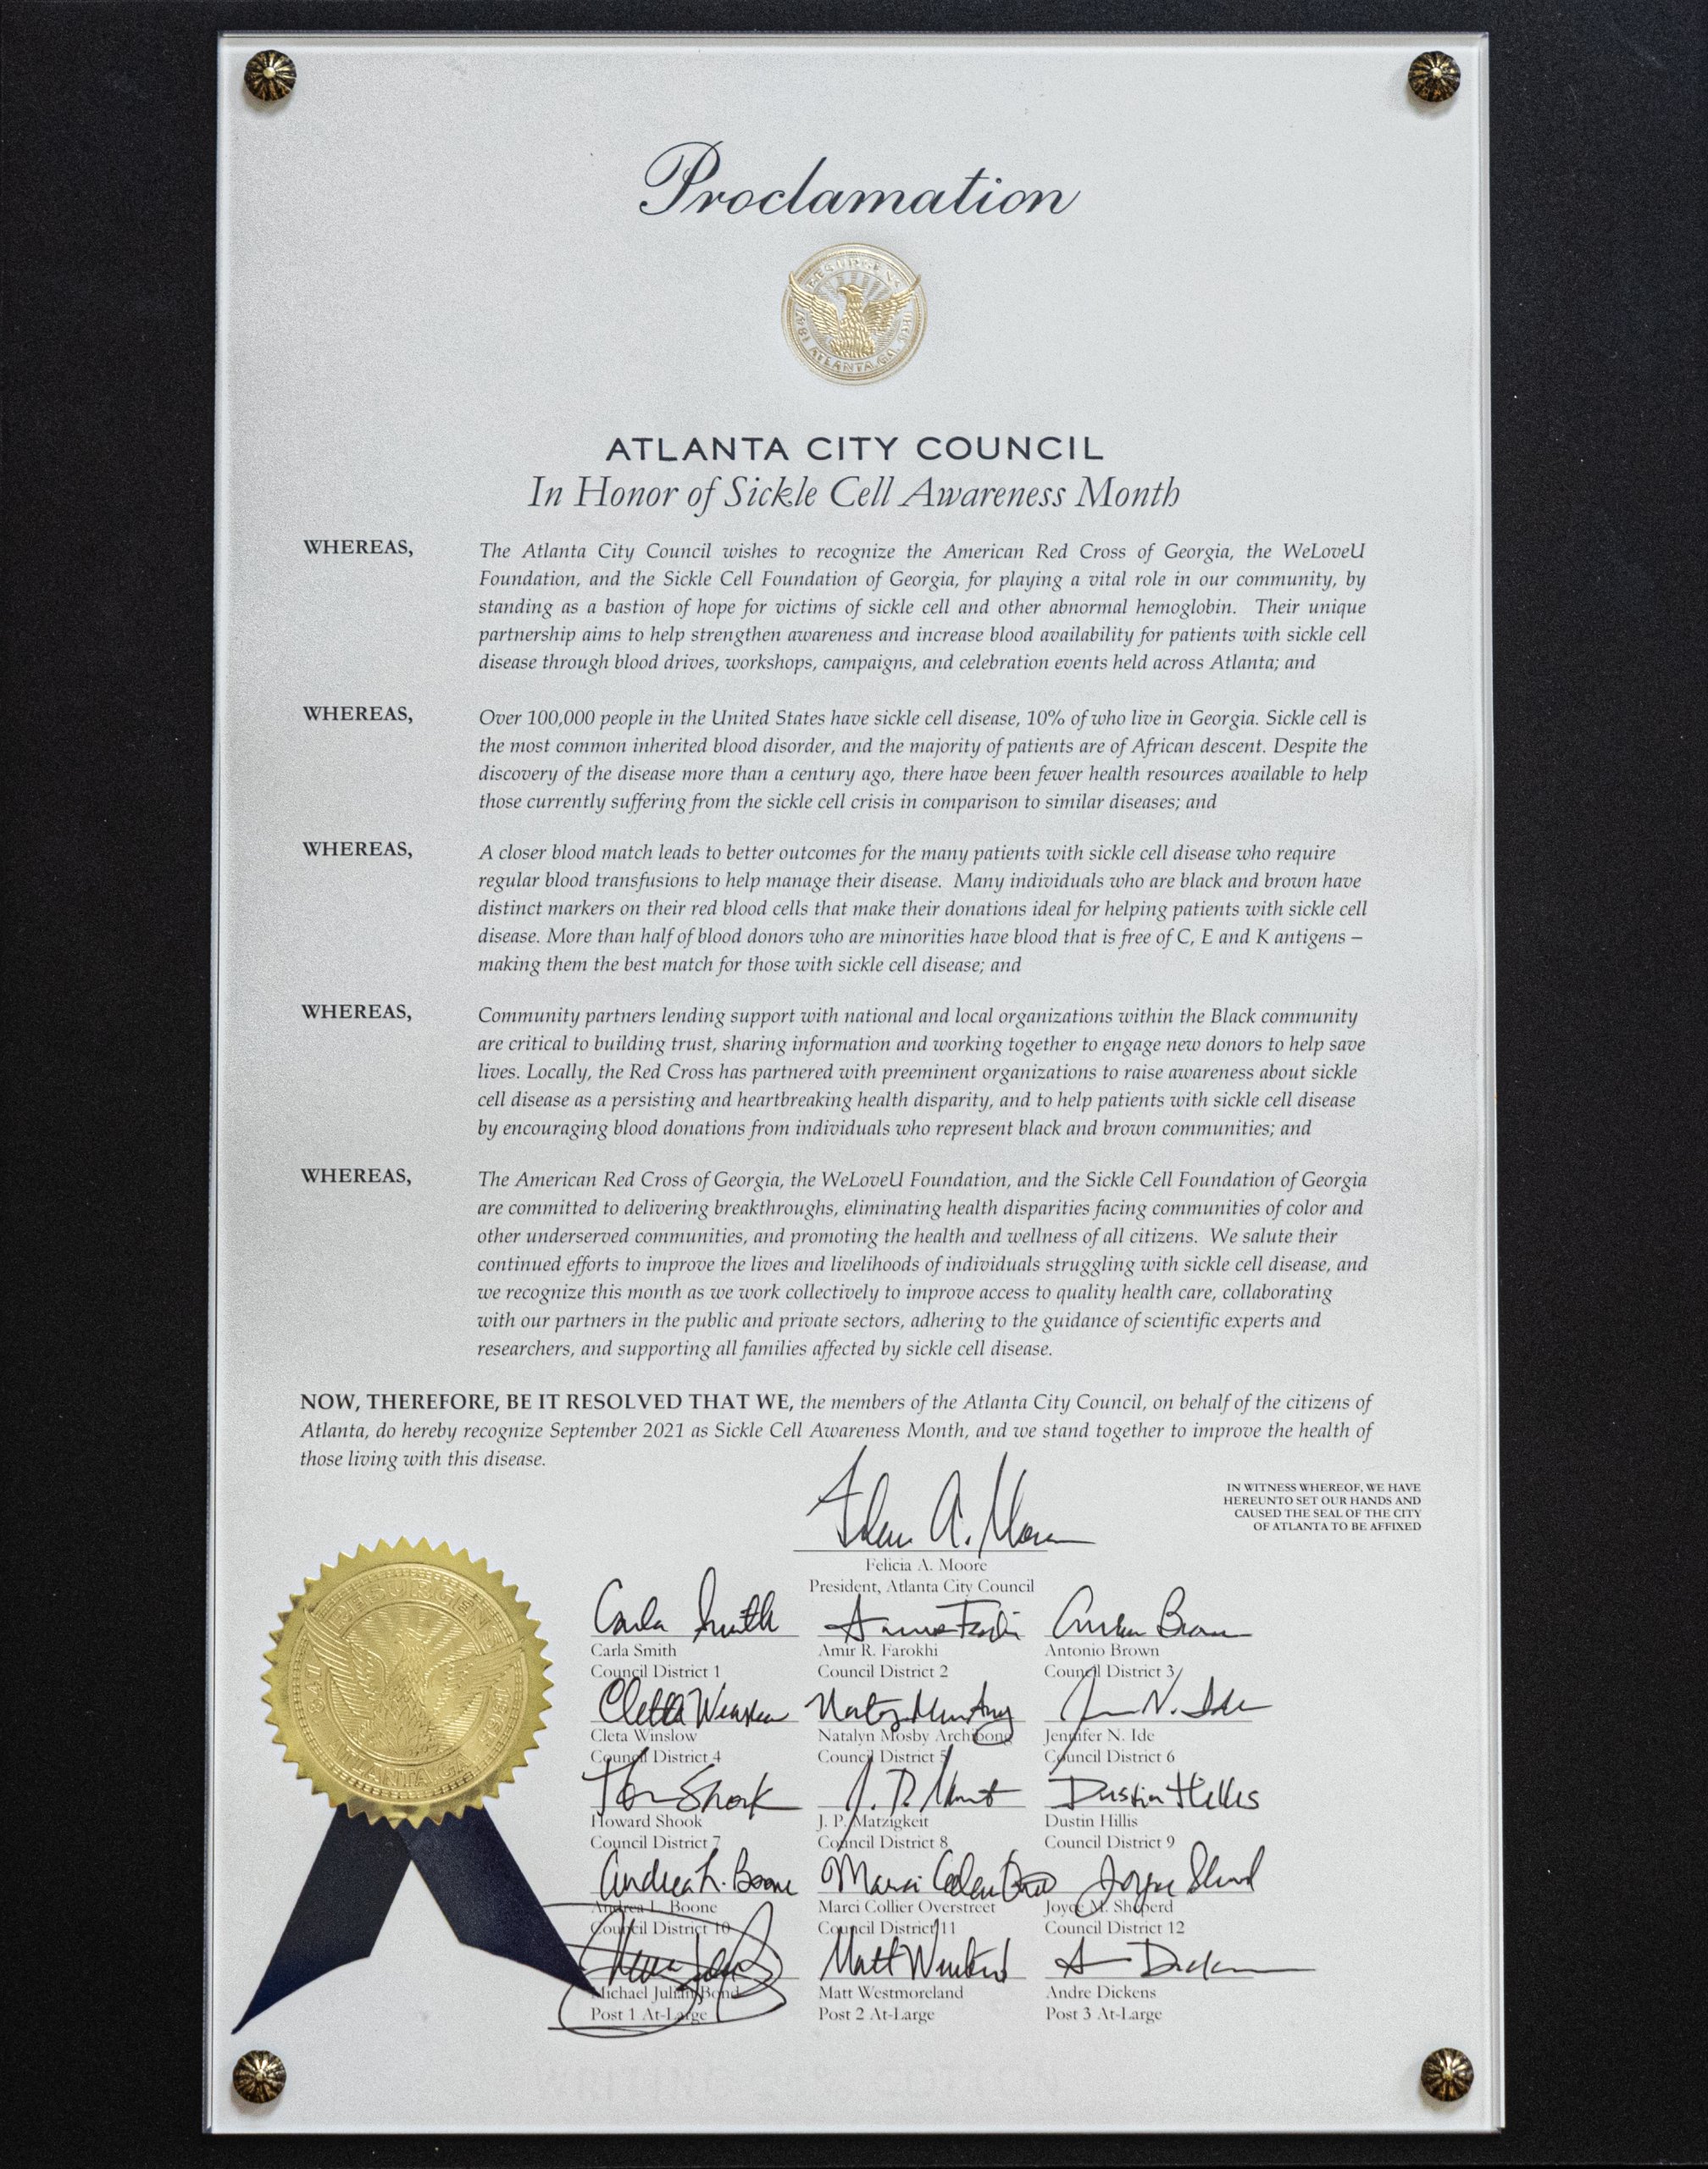 Proclamation
RESURGENS
1847 ATLANTA, GA.
ATLANTA CITY COUNCIL
In Honor of Sickle Cell Awareness Month
WHEREAS, The Atlanta City Council wishes to recognize the American Red Cross of Georgia, the WeLoveU
Foundation, and the Sickle Cell Foundation of Georgia, for playing a vital role in our community, by
standing as a bastion of hope for victims of sickle cell and other abnormal hemoglobin. Their unique
partnership aims to help strengthen awareness and increase blood availability for patients with sickle cell
disease through blood drives, workshops, campaigns, and celebration events held across Atlanta; and
WHEREAS, Over 100,000 people in the United States have sickle cell disease, 10% of who live in Georgia. Sickle cell is
the most common inherited blood disorder, and the majority of patients are of African descent. Despite the
discovery of the disease more than a century ago, there have been fewer health resources available to help
those currently suffering from the sickle cell crisis in comparison to similar diseases; and
WHEREAS, A closer blood match leads to better outcomes for the many patients with sickle cell disease who require
regular blood transfusions to help manage their disease. Many individuals who are black and brown have
distinct markers on their red blood cells that make their donations ideal for helping patients with sickle cell
disease. More than half of blood donors who are minorities have blood that is free of C, E and K antigens –
making them the best match for those with sickle cell disease; and
WHEREAS, Community partners lending support with national and local organizations within the Black community
are critical to building trust, sharing information and working together to engage new donors to help save
lives. Locally, the Red Cross has partnered with preeminent organizations to raise awareness about sickle
cell disease as a persisting and heartbreaking health disparity, and to help patients with sickle cell disease
by encouraging blood donations from individuals who represent black and brown communities; and
WHEREAS, The American Red Cross of Georgia, the WeLoveU Foundation, and the Sickle Cell Foundation of Georgia
are committed to delivering breakthroughs, eliminating health disparities facing communities of color and
other underserved communities, and promoting the health and wellness of all citizens. We salute their
continued efforts to improve the lives and livelihoods of individuals struggling with sickle cell disease, and
we recognize this month as we work collectively to improve access to quality health care, collaborating
with our partners in the public and private sectors, adhering to the guidance of scientific experts and
researchers, and supporting all families affected by sickle cell disease.
NOW, THEREFORE, BE IT RESOLVED THAT WE, the members of the Atlanta City Council, on behalf of the citizens of
Atlanta, do hereby recognize September 2021 as Sickle Cell Awareness Month, and we stand together to improve the health of
those living with this disease.
IN WITNESS WHEREOF, WE HAVE
HEREUNTO SET OUR HANDS AND
CAUSED THE SEAL OF THE CITY
OF ATLANTA TO BE AFFIXED
Felicia A. Moore
President, Atlanta City Council
RESURGENS
1847 ATLANTA, GA.
Carla Smith
Carla Smith Amir R. Farokhi Antonio Brown
Council District 1 Council District 2 Council District 3
Cleta Winslow Natalyn Mosby Archibong Jennifer N. Ide
Council District 4 Council District 5 Council District 6
Dustin Hillis
Howard Shook J. P. Matzigkeit Dustin Hillis
Council District 7 Council District 8 Council District 9
Andrea L. Boone
Andrea L. Boone Marci Collier Overstreet Joyce M. Sheperd
Council District 10 Council District 11 Council District 12
Michael Julian Bond Matt Westmoreland Andre Dickens
Post 1 At-Large Post 2 At-Large Post 3 At-Large